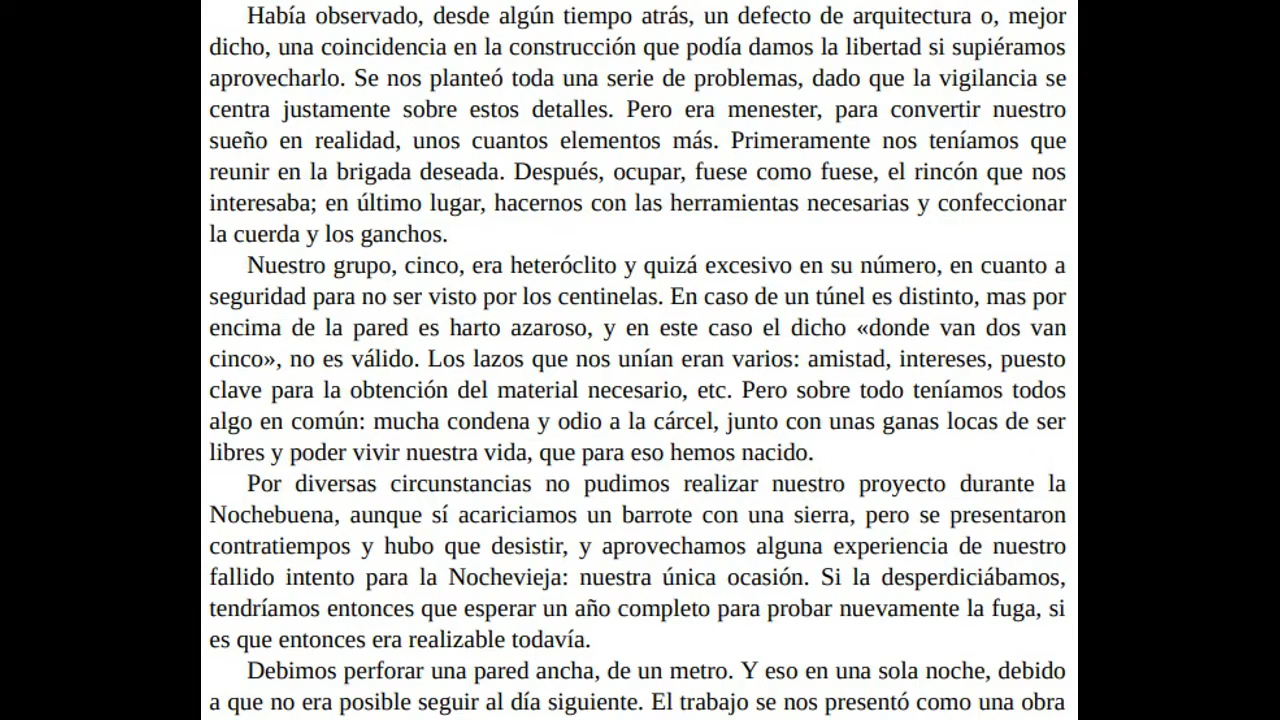 Había observado, desde algún tiempo atrás, un defecto de arquitectura o, mejor
dicho, una coincidencia en la construcción que podía damos la libertad si supiéramos
aprovecharlo. Se nos planteó toda una serie de problemas, dado que la vigilancia se
centra justamente sobre estos detalles. Pero era menester, para convertir nuestro
sueño en realidad, unos cuantos elementos más. Primeramente nos teníamos que
reunir en la brigada deseada. Después, ocupar, fuese como fuese, el rincón que nos
interesaba; en último lugar, hacernos con las herramientas necesarias y confeccionar
la cuerda y los ganchos.
Nuestro grupo, cinco, era heteróclito y quizá excesivo en su número, en cuanto a
seguridad para no ser visto por los centinelas. En caso de un túnel es distinto, mas por
encima de la pared es harto azaroso, y en este caso el dicho «donde van dos van
cinco», no es válido. Los lazos que nos unían eran varios: amistad, intereses, puesto
clave para la obtención del material necesario, etc. Pero sobre todo teníamos todos
algo en común: mucha condena y odio a la cárcel, junto con unas ganas locas de ser
libres y poder vivir nuestra vida, que para eso hemos nacido.
Por diversas circunstancias no pudimos realizar nuestro proyecto durante la
Nochebuena, aunque sí acariciamos un barrote con una sierra, pero se presentaron
contratiempos y hubo que desistir, y aprovechamos alguna experiencia de nuestro
fallido intento para la Nochevieja: nuestra única ocasión. Si la desperdiciábamos,
tendríamos entonces que esperar un año completo para probar nuevamente la fuga, si
es que entonces era realizable todavía.
Debimos perforar una pared ancha, de un metro. Y eso en una sola noche, debido
a que no era posible seguir al día siguiente. El trabajo se nos presentó como una obra